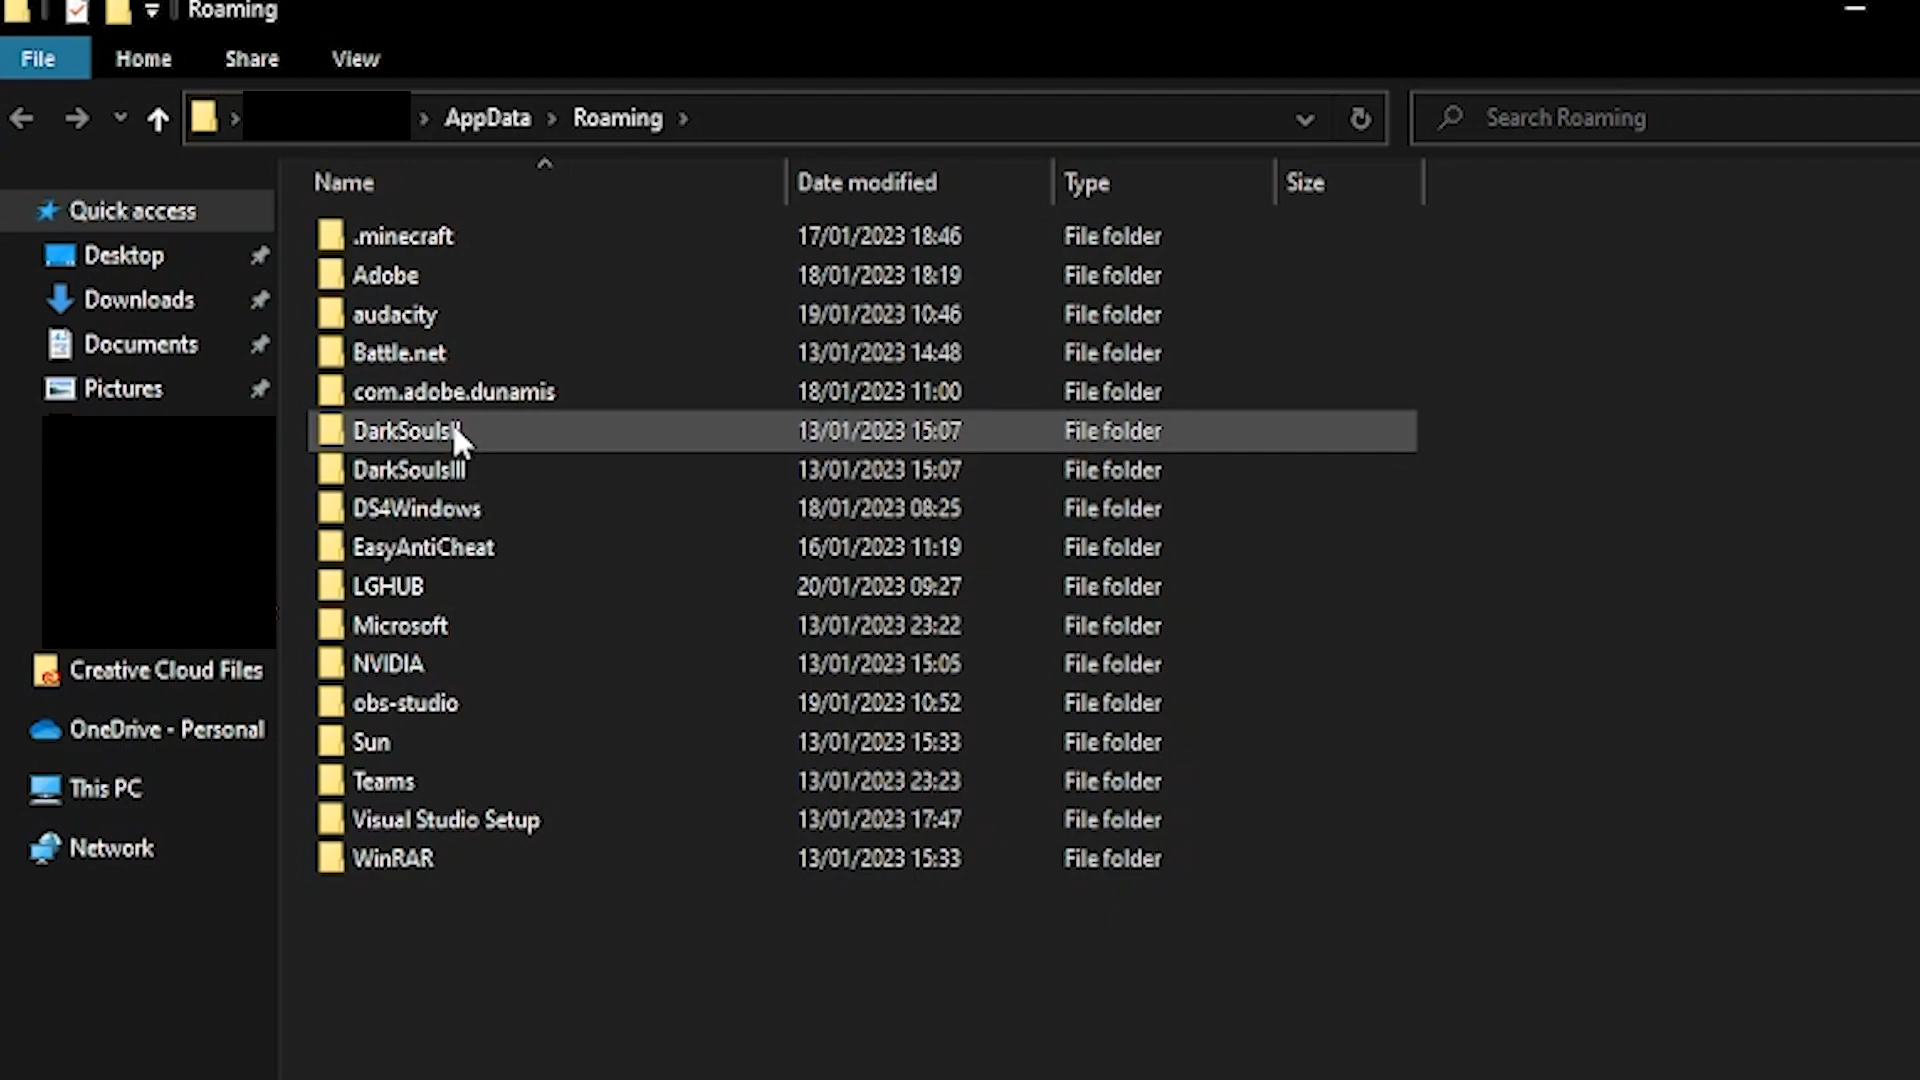 Roaming
File Home Share View
AppData Roaming Search Roaming
Name Date modified Type Size
Quick access
Desktop
Downloads
Documents
Pictures
Creative Cloud Files
OneDrive - Personal
This PC
Network
.minecraft 17/01/2023 18:46 File folder
Adobe 18/01/2023 18:19 File folder
audacity 19/01/2023 10:46 File folder
Battle.net 13/01/2023 14:48 File folder
com.adobe.dunamis 18/01/2023 11:00 File folder
DarkSoulsII 13/01/2023 15:07 File folder
DarkSoulsIII 13/01/2023 15:07 File folder
DS4Windows 18/01/2023 08:25 File folder
EasyAntiCheat 16/01/2023 11:19 File folder
LGHUB 20/01/2023 09:27 File folder
Microsoft 13/01/2023 23:22 File folder
NVIDIA 13/01/2023 15:05 File folder
obs-studio 19/01/2023 10:52 File folder
Sun 13/01/2023 15:33 File folder
Teams 13/01/2023 23:23 File folder
Visual Studio Setup 13/01/2023 17:47 File folder
WinRAR 13/01/2023 15:33 File folder